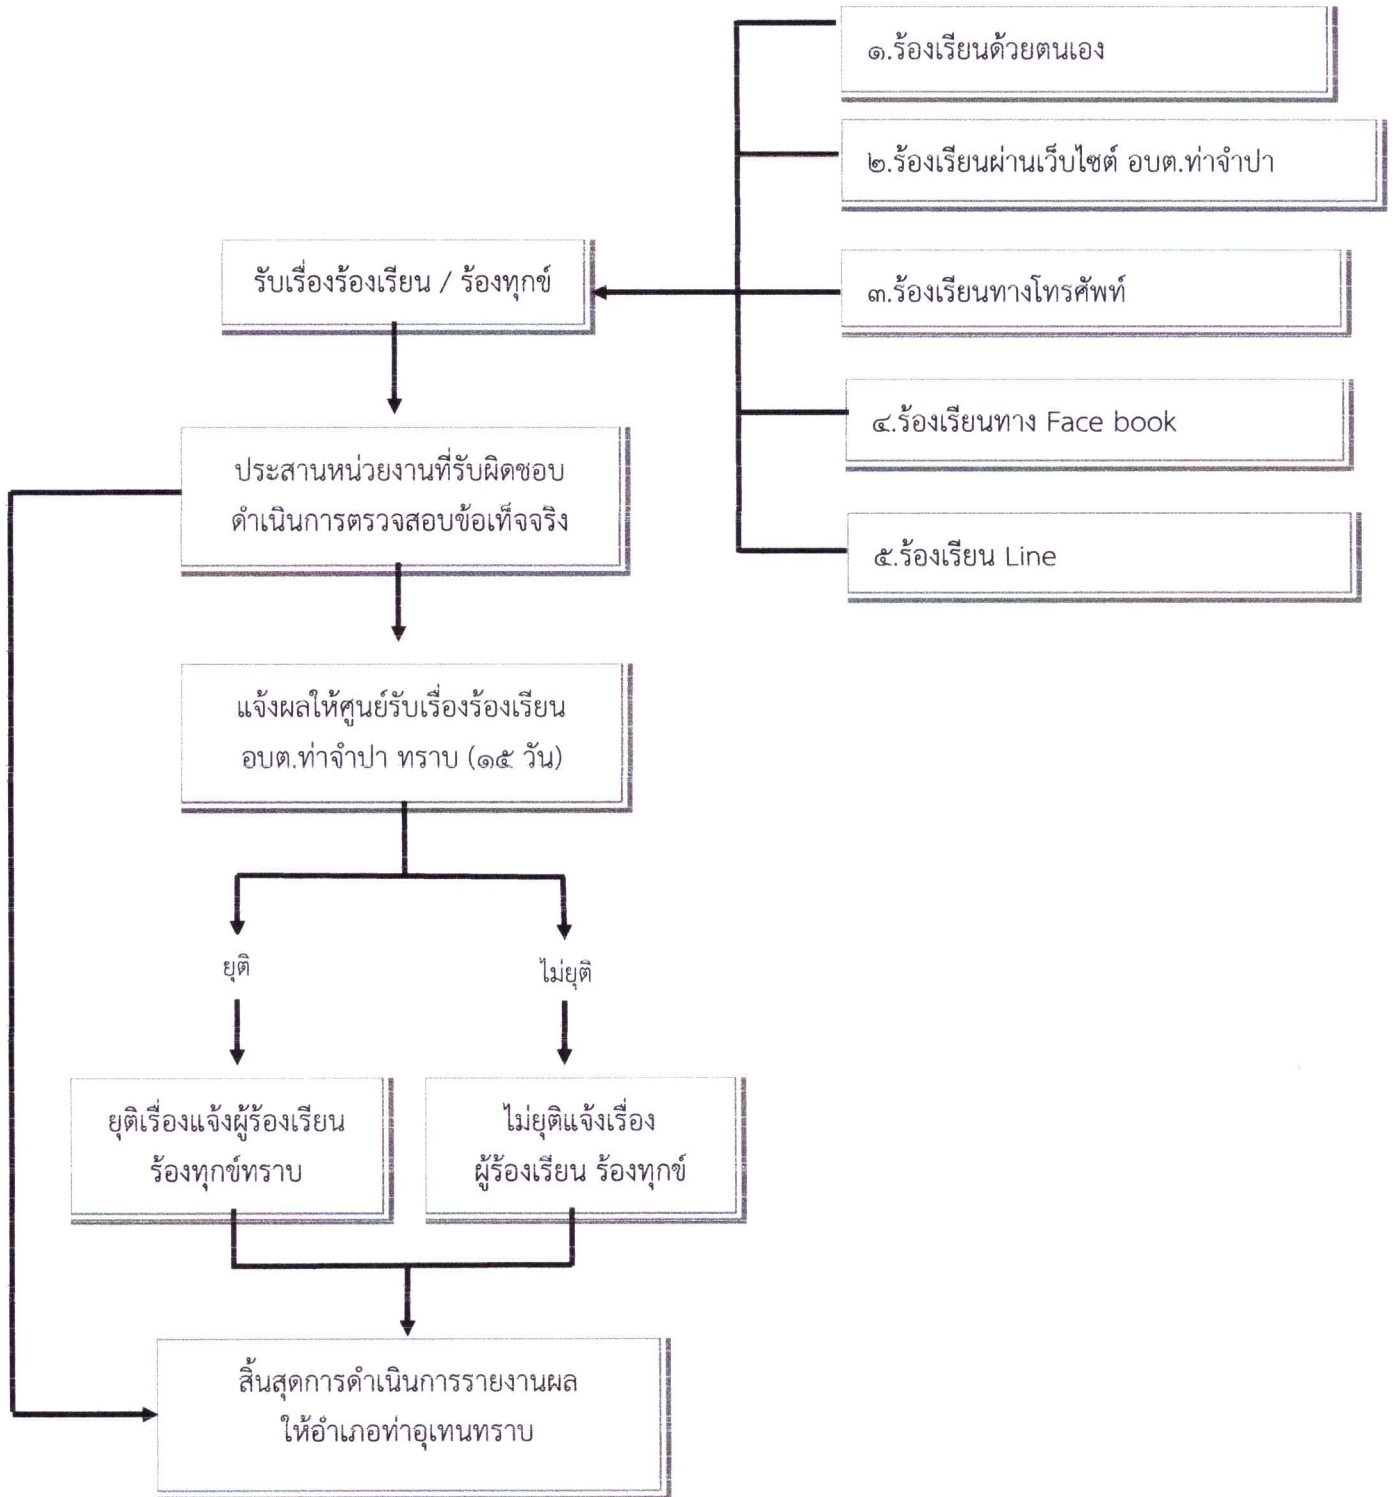 ๑.ร้องเรียนด้วยตนเอง
๒.ร้องเรียนผ่านเว็บไซต์ อบต.ท่าจำปา
รับเรื่องร้องเรียน / ร้องทุกข์
๓.ร้องเรียนทางโทรศัพท์
๔.ร้องเรียนทาง Face book
ประสานหน่วยงานที่รับผิดชอบ
ดำเนินการตรวจสอบข้อเท็จจริง
๕.ร้องเรียน Line
แจ้งผลให้ศูนย์รับเรื่องร้องเรียน
อบต.ท่าจำปา ทราบ (๑๕ วัน)
ยุติ
ไม่ยุติ
ยุติเรื่องแจ้งผู้ร้องเรียน
ร้องทุกข์ทราบ
ไม่ยุติแจ้งเรื่อง
ผู้ร้องเรียน ร้องทุกข์
สิ้นสุดการดำเนินการรายงานผล
ให้อำเภอท่าอุเทนทราบ